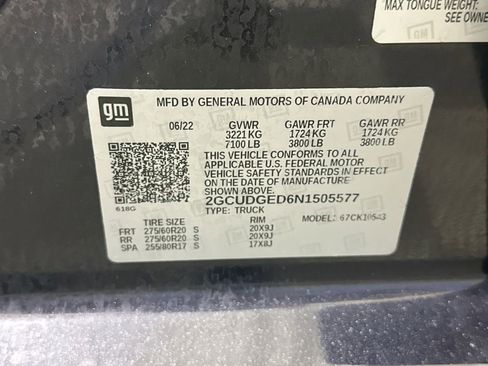 MAX TONGUE WEIGHT:
SEE OWNE
gm
MFD BY GENERAL MOTORS OF CANADA COMPANY
06/22 GVWR GAWR FRT GAWR RR
3221 KG 1724 KG 1724 KG
7100 LB 3800 LB 3800 LB
THIS VEHICLE CONFORMS TO ALL
APPLICABLE U.S. FEDERAL MOTOR
VEHICLE SAFETY STANDARDS IN EFFECT
ON THE DATE OF MANUFACTURE
SHOWN ABOVE.
2GCUDGED6N1505577
618G TYPE: TRUCK MODEL: 67CK10543
TIRE SIZE RIM
FRT 275/60R20 S 20X9J
RR 275/60R20 S 20X9J
SPA 255/80R17 S 17X8J